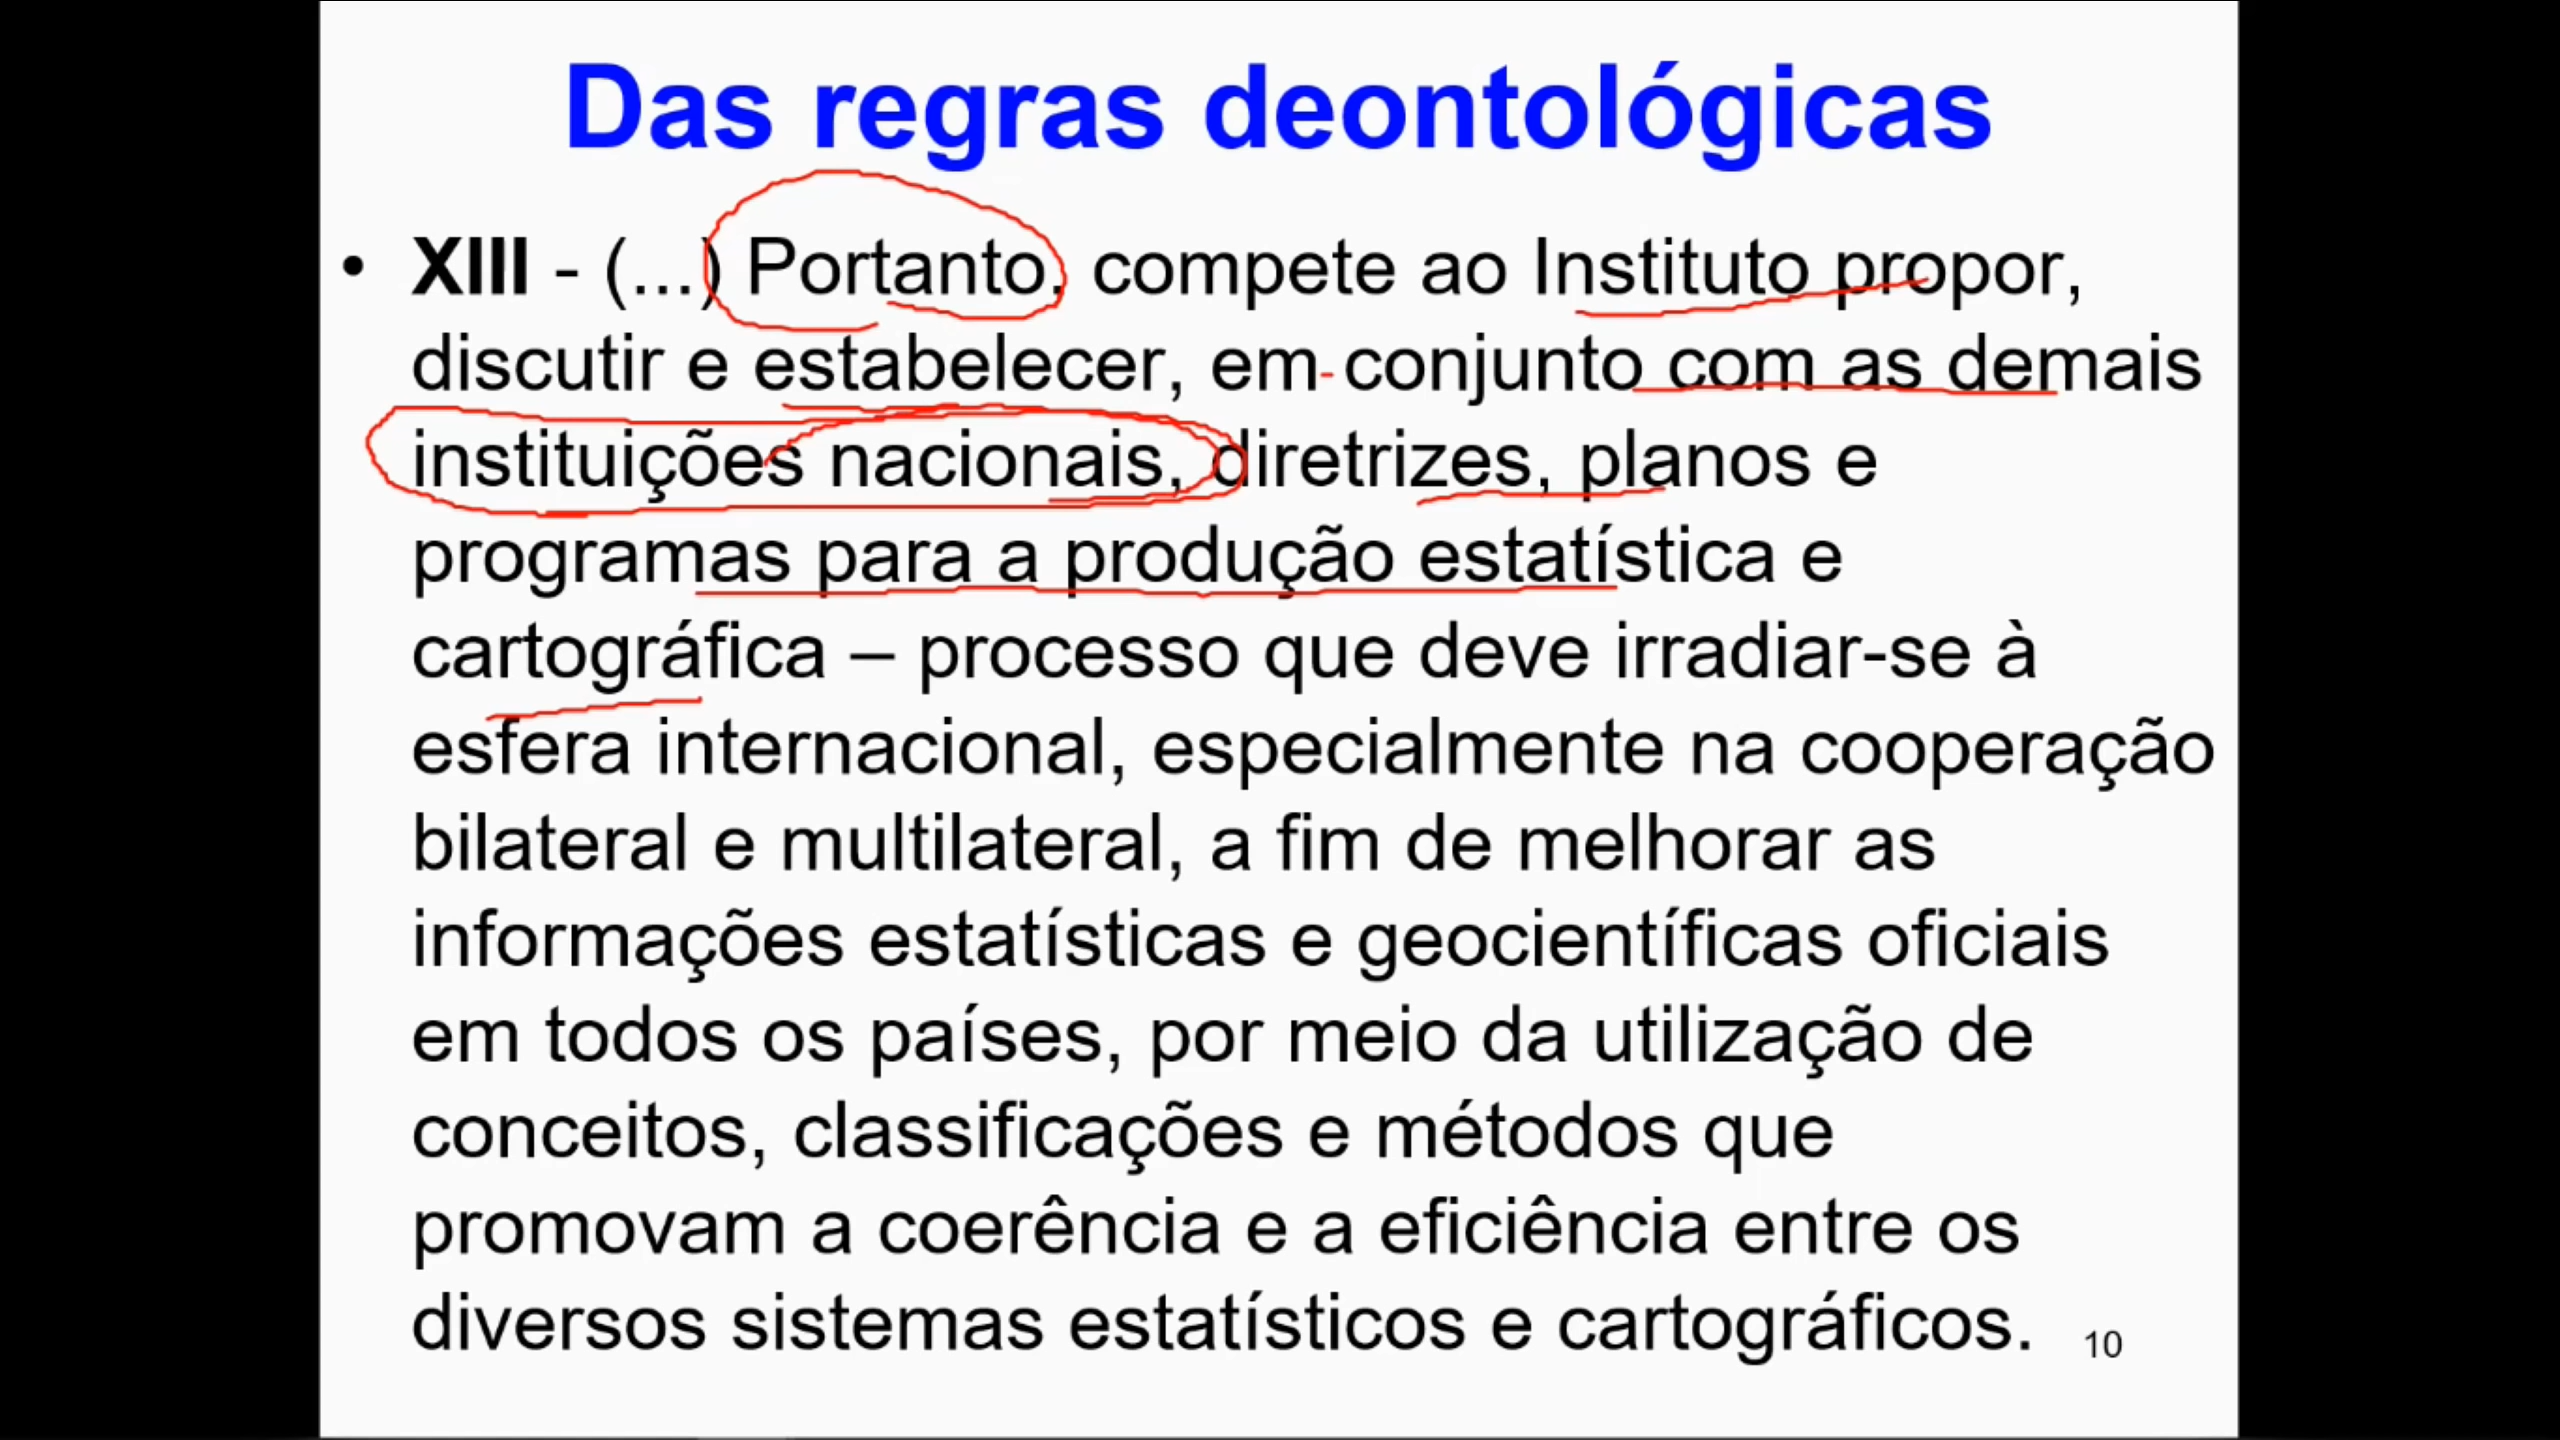 Das regras deontológicas
• XIII - (...) Portanto, compete ao Instituto propor,
discutir e estabelecer, em conjunto com as demais
instituições nacionais, diretrizes, planos e
programas para a produção estatística e
cartográfica – processo que deve irradiar-se à
esfera internacional, especialmente na cooperação
bilateral e multilateral, a fim de melhorar as
informações estatísticas e geocientíficas oficiais
em todos os países, por meio da utilização de
conceitos, classificações e métodos que
promovam a coerência e a eficiência entre os
diversos sistemas estatísticos e cartográficos.
10